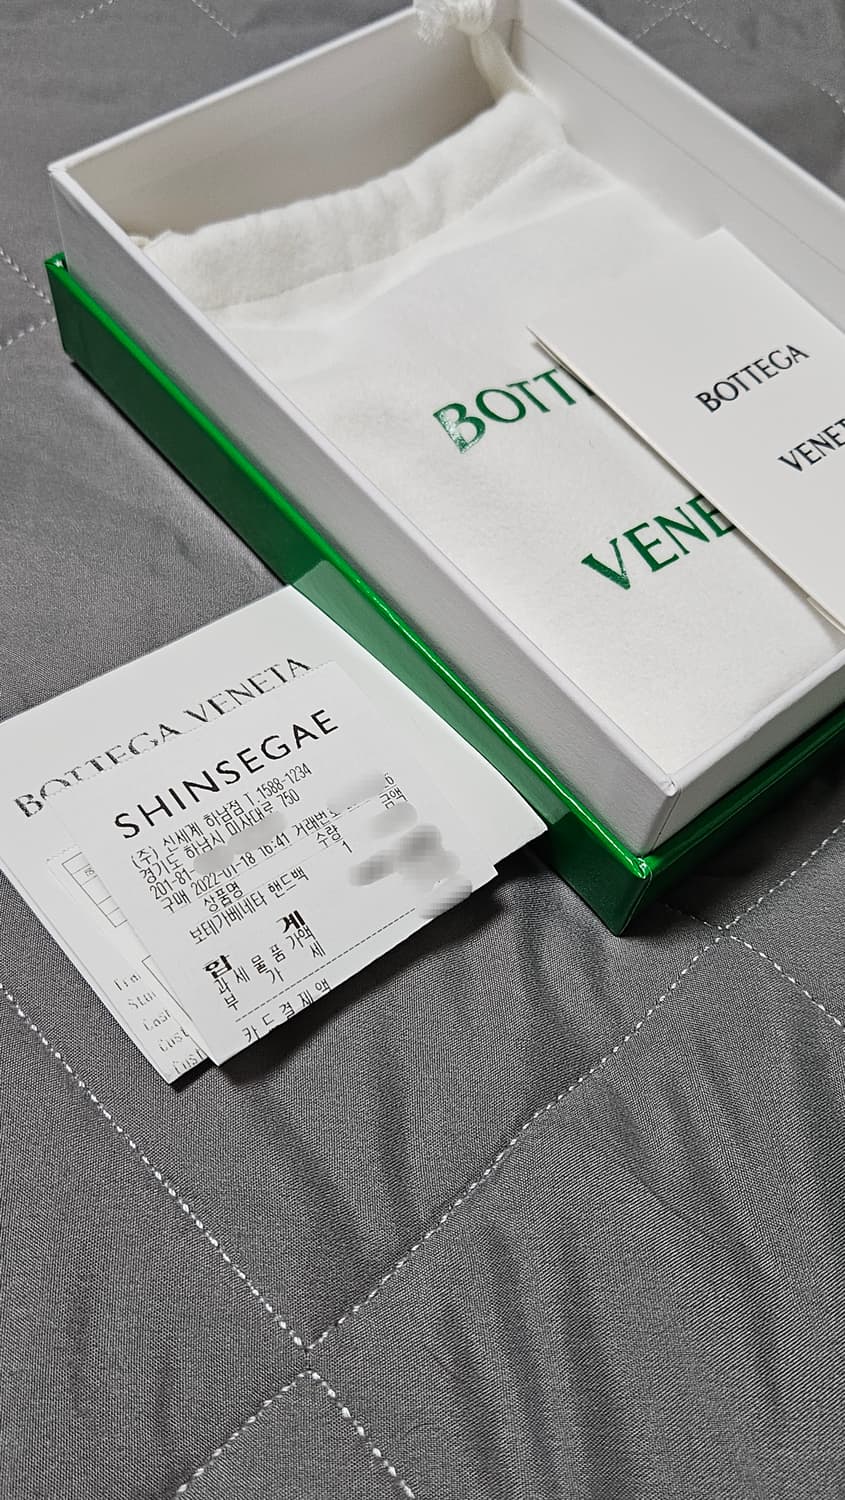 BOTTEGA
VENE
BOTTEGA
VENET
BOTTEGA VENETA
SHINSEGAE
(주) 신세계 하남점 T.1588-1234
경기도 하남시 미사대로 750
201-81-
구매 2022-01-18 16:41 거래번호 6
상품명 수량 금액
보테가베네타 핸드백 1
합 계
과 세 물 품 가액
부 가 세
카드결제액